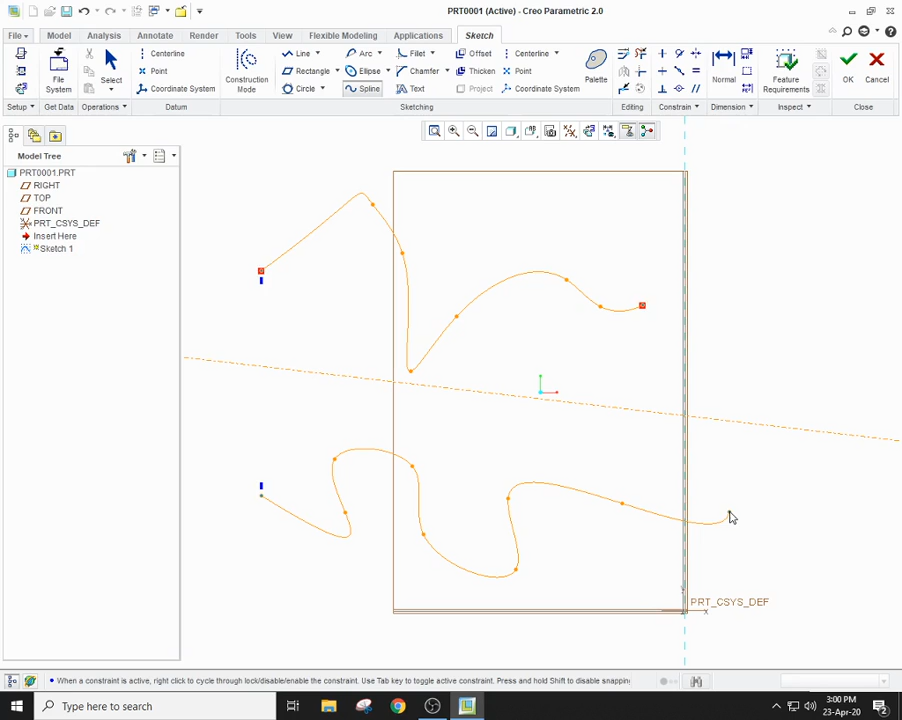 PRT0001 (Active) - Creo Parametric 2.0
File Model Analysis Annotate Render Tools View Flexible Modeling Applications Sketch
Centerline Line Arc Fillet Offset Centerline
Point Rectangle Ellipse Chamfer Thicken Point
Coordinate System Circle Spline Text Project Coordinate System
File System
Select
Construction Mode
Palette
Normal
Feature Requirements
OK
Cancel
Setup Get Data Operations Datum Sketching Editing Constrain Dimension Inspect Close
Model Tree
PRT0001.PRT
RIGHT
TOP
FRONT
PRT_CSYS_DEF
Insert Here
Sketch 1
PRT_CSYS_DEF
X
When a constraint is active, right click to cycle through lock/disable/enable the constraint. Use Tab key to toggle active constraint. Press and hold Shift to disable snapping
Type here to search
3:00 PM
23-Apr-20
2